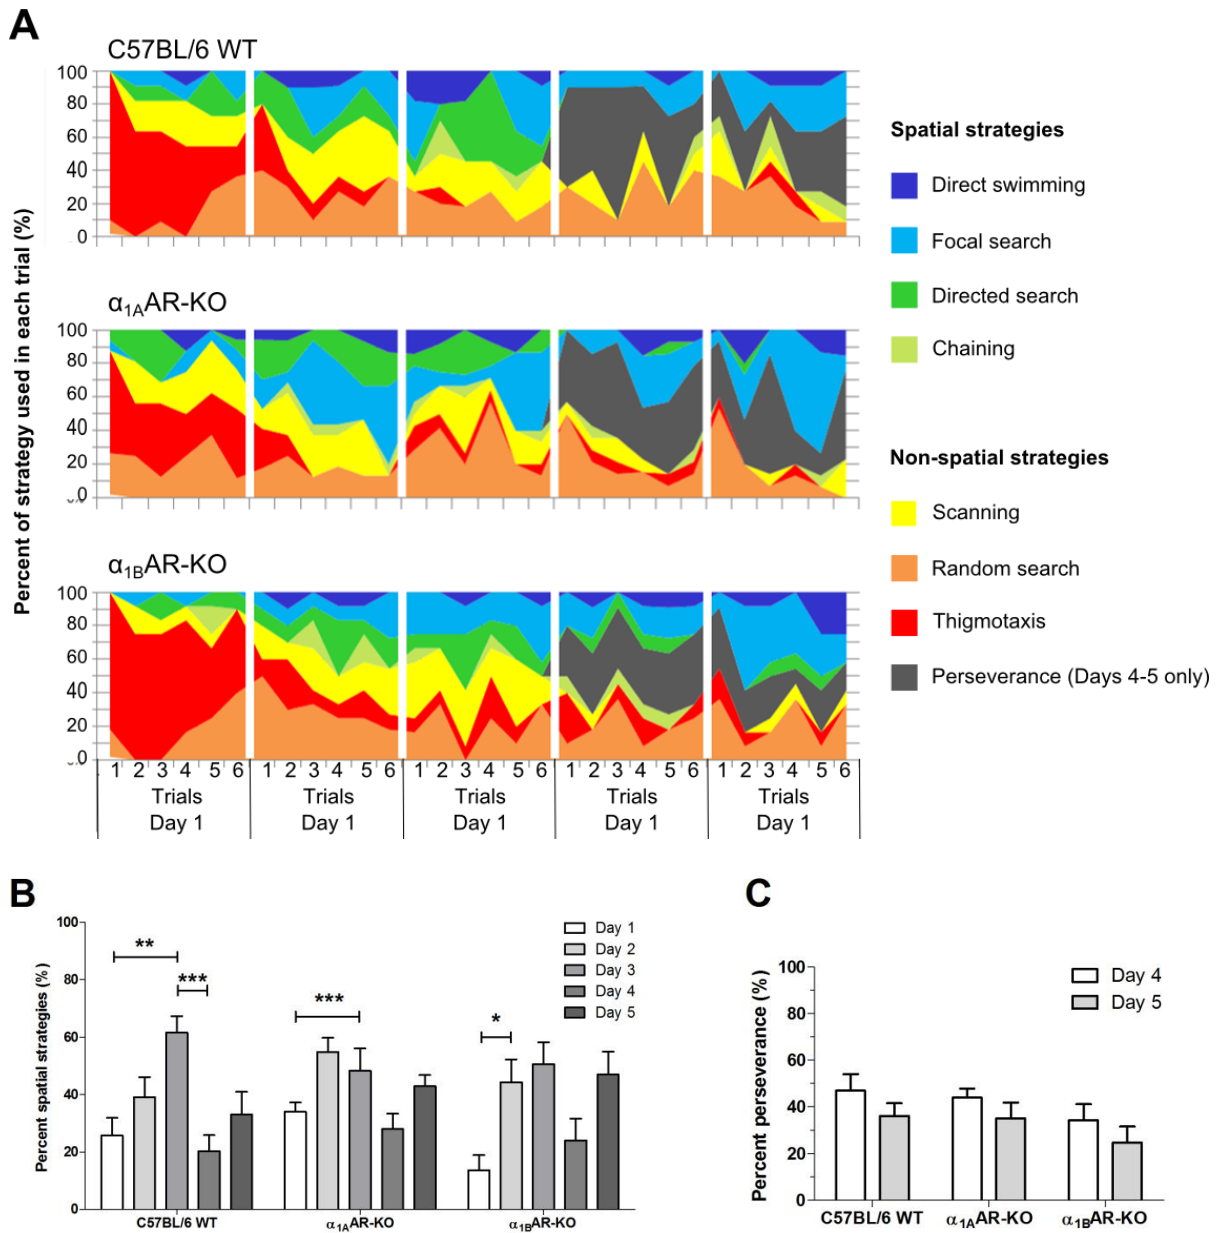 A
C57BL/6 WT
100
80
60
40
20
0
α1AAR-KO
100
80
60
40
20
0
α1BAR-KO
100
80
60
40
20
0
Percent of strategy used in each trial (%)
1 2 3 4 5 6 1 2 3 4 5 6 1 2 3 4 5 6 1 2 3 4 5 6 1 2 3 4 5 6
Trials Trials Trials Trials Trials
Day 1 Day 1 Day 1 Day 1 Day 1
Spatial strategies
Direct swimming
Focal search
Directed search
Chaining
Non-spatial strategies
Scanning
Random search
Thigmotaxis
Perseverance (Days 4-5 only)
B
Percent spatial strategies (%)
100
80
60
40
20
0
**
***
***
*
Day 1
Day 2
Day 3
Day 4
Day 5
C57BL/6 WT α1AAR-KO α1BAR-KO
C
Percent perseverance (%)
100
80
60
40
20
0
Day 4
Day 5
C57BL/6 WT α1AAR-KO α1BAR-KO